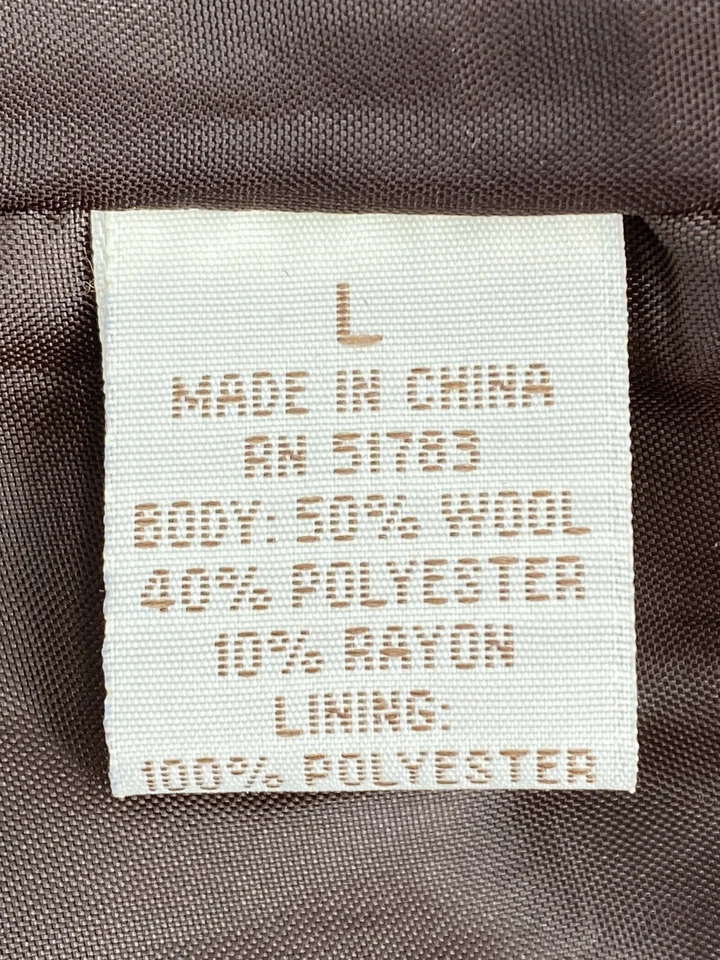 L
MADE IN CHINA
RN 51783
BODY: 50% WOOL
40% POLYESTER
10% RAYON
LINING:
100% POLYESTER